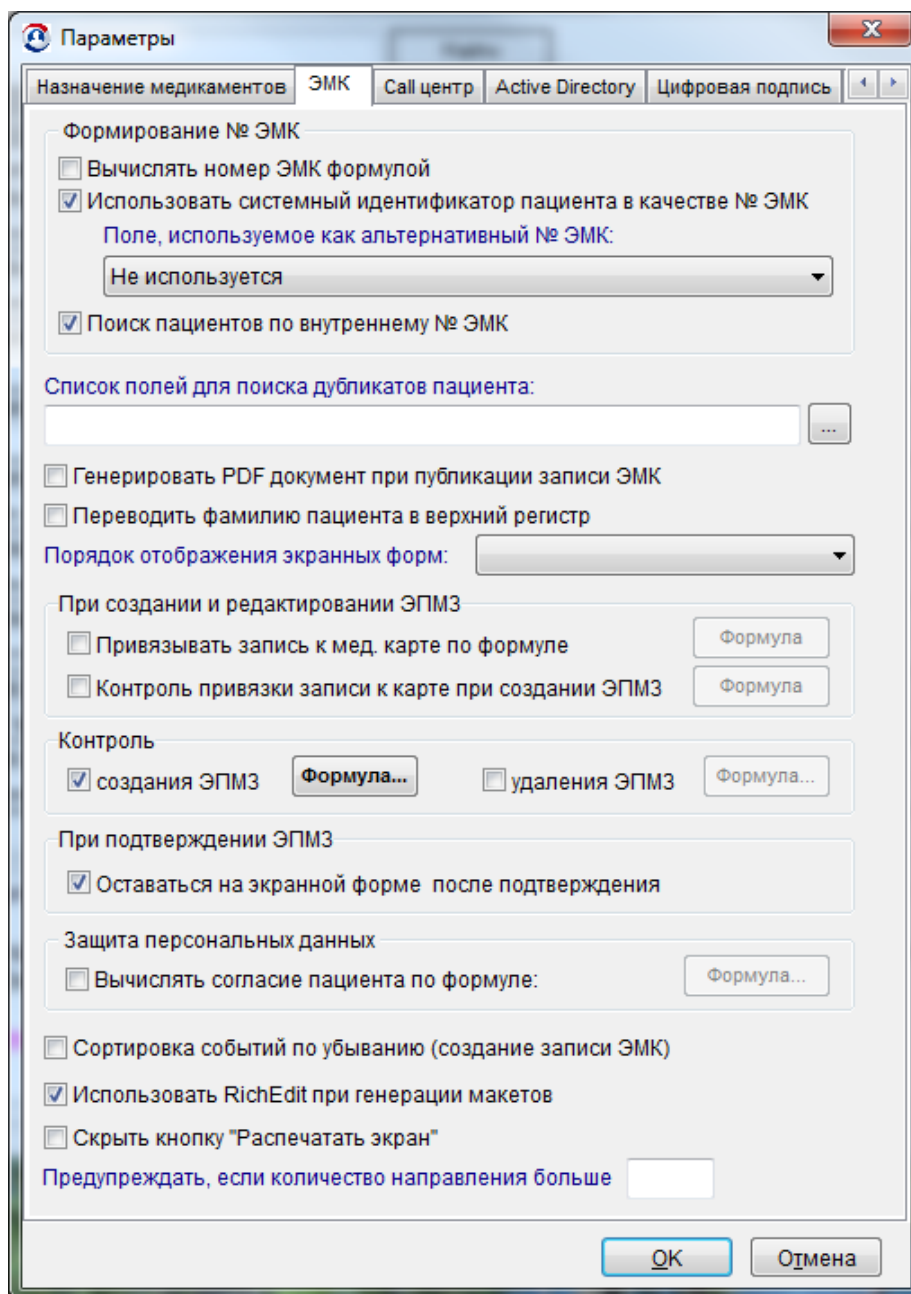 Параметры
Назначение медикаментов ЭМК Call центр Active Directory Цифровая подпись
Формирование № ЭМК
Вычислять номер ЭМК формулой
Использовать системный идентификатор пациента в качестве № ЭМК
Поле, используемое как альтернативный № ЭМК:
Не используется
Поиск пациентов по внутреннему № ЭМК
Список полей для поиска дубликатов пациента:
...
Генерировать PDF документ при публикации записи ЭМК
Переводить фамилию пациента в верхний регистр
Порядок отображения экранных форм:
При создании и редактировании ЭПМЗ
Привязывать запись к мед. карте по формуле Формула
Контроль привязки записи к карте при создании ЭПМЗ Формула
Контроль
создания ЭПМЗ Формула... удаления ЭПМЗ Формула...
При подтверждении ЭПМЗ
Оставаться на экранной форме после подтверждения
Защита персональных данных
Вычислять согласие пациента по формуле: Формула...
Сортировка событий по убыванию (создание записи ЭМК)
Использовать RichEdit при генерации макетов
Скрыть кнопку "Распечатать экран"
Предупреждать, если количество направления больше
OK Отмена